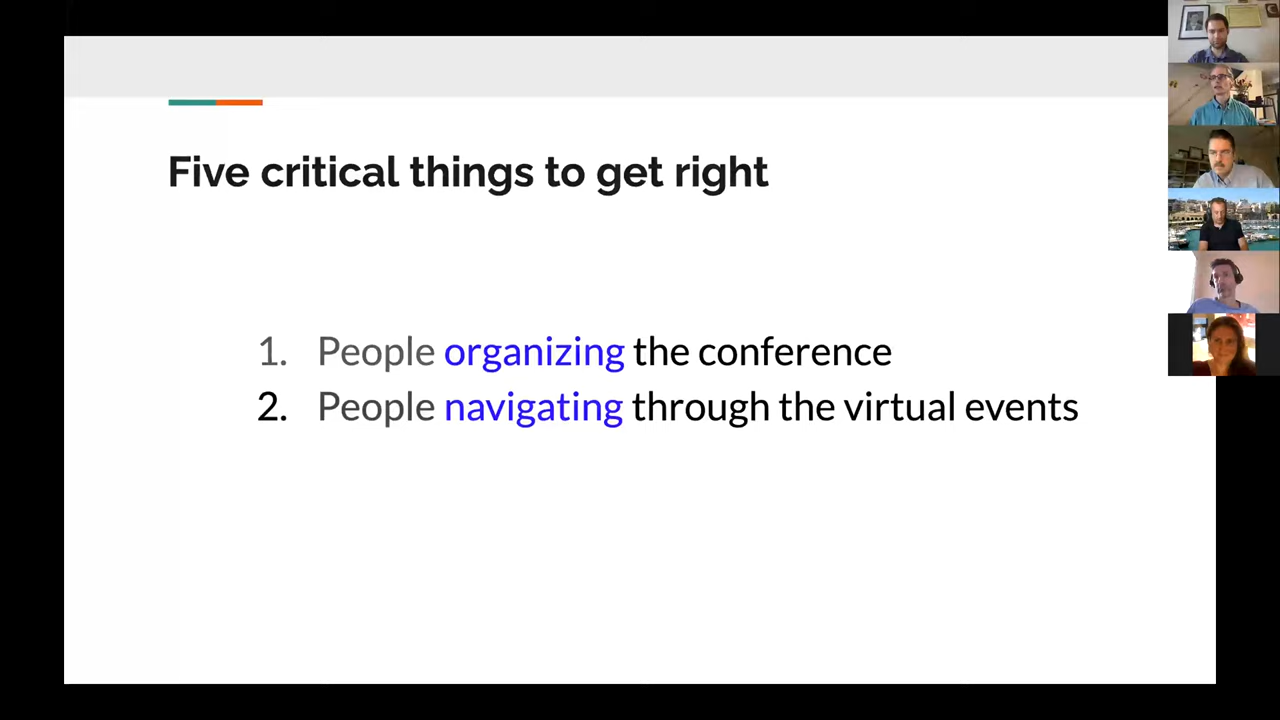 Five critical things to get right
1. People organizing the conference
2. People navigating through the virtual events